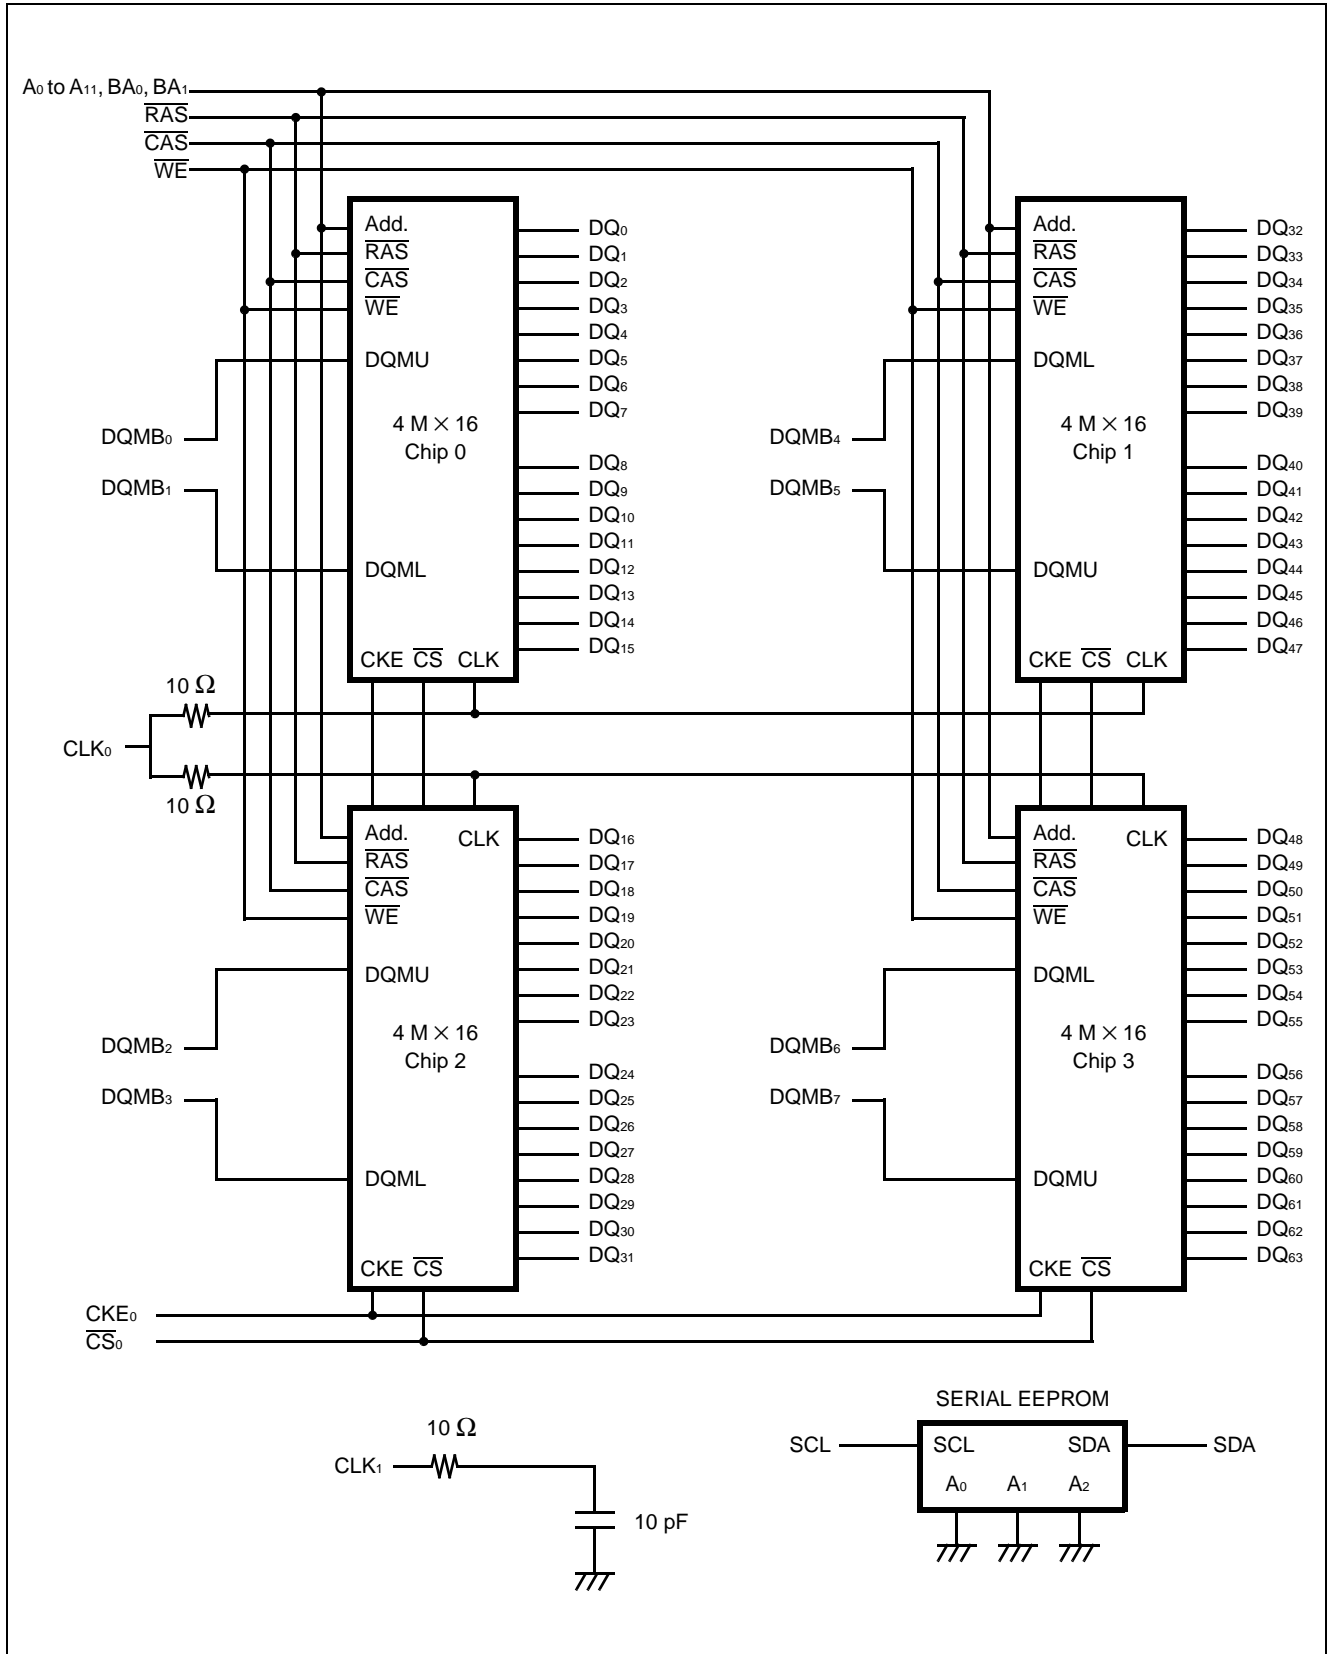 A0 to A11, BA0, BA1
RAS
CAS
WE
Add.
RAS
CAS
WE
DQMU
4 M × 16
Chip 0
DQML
CKE CS CLK
DQMB0
DQMB1
DQ0
DQ1
DQ2
DQ3
DQ4
DQ5
DQ6
DQ7
DQ8
DQ9
DQ10
DQ11
DQ12
DQ13
DQ14
DQ15
Add.
RAS
CAS
WE
DQML
4 M × 16
Chip 1
DQMU
CKE CS CLK
DQMB4
DQMB5
DQ32
DQ33
DQ34
DQ35
DQ36
DQ37
DQ38
DQ39
DQ40
DQ41
DQ42
DQ43
DQ44
DQ45
DQ46
DQ47
10 Ω
CLK0
10 Ω
Add.
CLK
RAS
CAS
WE
DQMU
4 M × 16
Chip 2
DQML
CKE CS
DQMB2
DQMB3
DQ16
DQ17
DQ18
DQ19
DQ20
DQ21
DQ22
DQ23
DQ24
DQ25
DQ26
DQ27
DQ28
DQ29
DQ30
DQ31
Add.
CLK
RAS
CAS
WE
DQML
4 M × 16
Chip 3
DQMU
CKE CS
DQMB6
DQMB7
DQ48
DQ49
DQ50
DQ51
DQ52
DQ53
DQ54
DQ55
DQ56
DQ57
DQ58
DQ59
DQ60
DQ61
DQ62
DQ63
CKE0
CS0
10 Ω
CLK1
10 pF
SERIAL EEPROM
SCL
SCL
SDA
SDA
A0 A1 A2